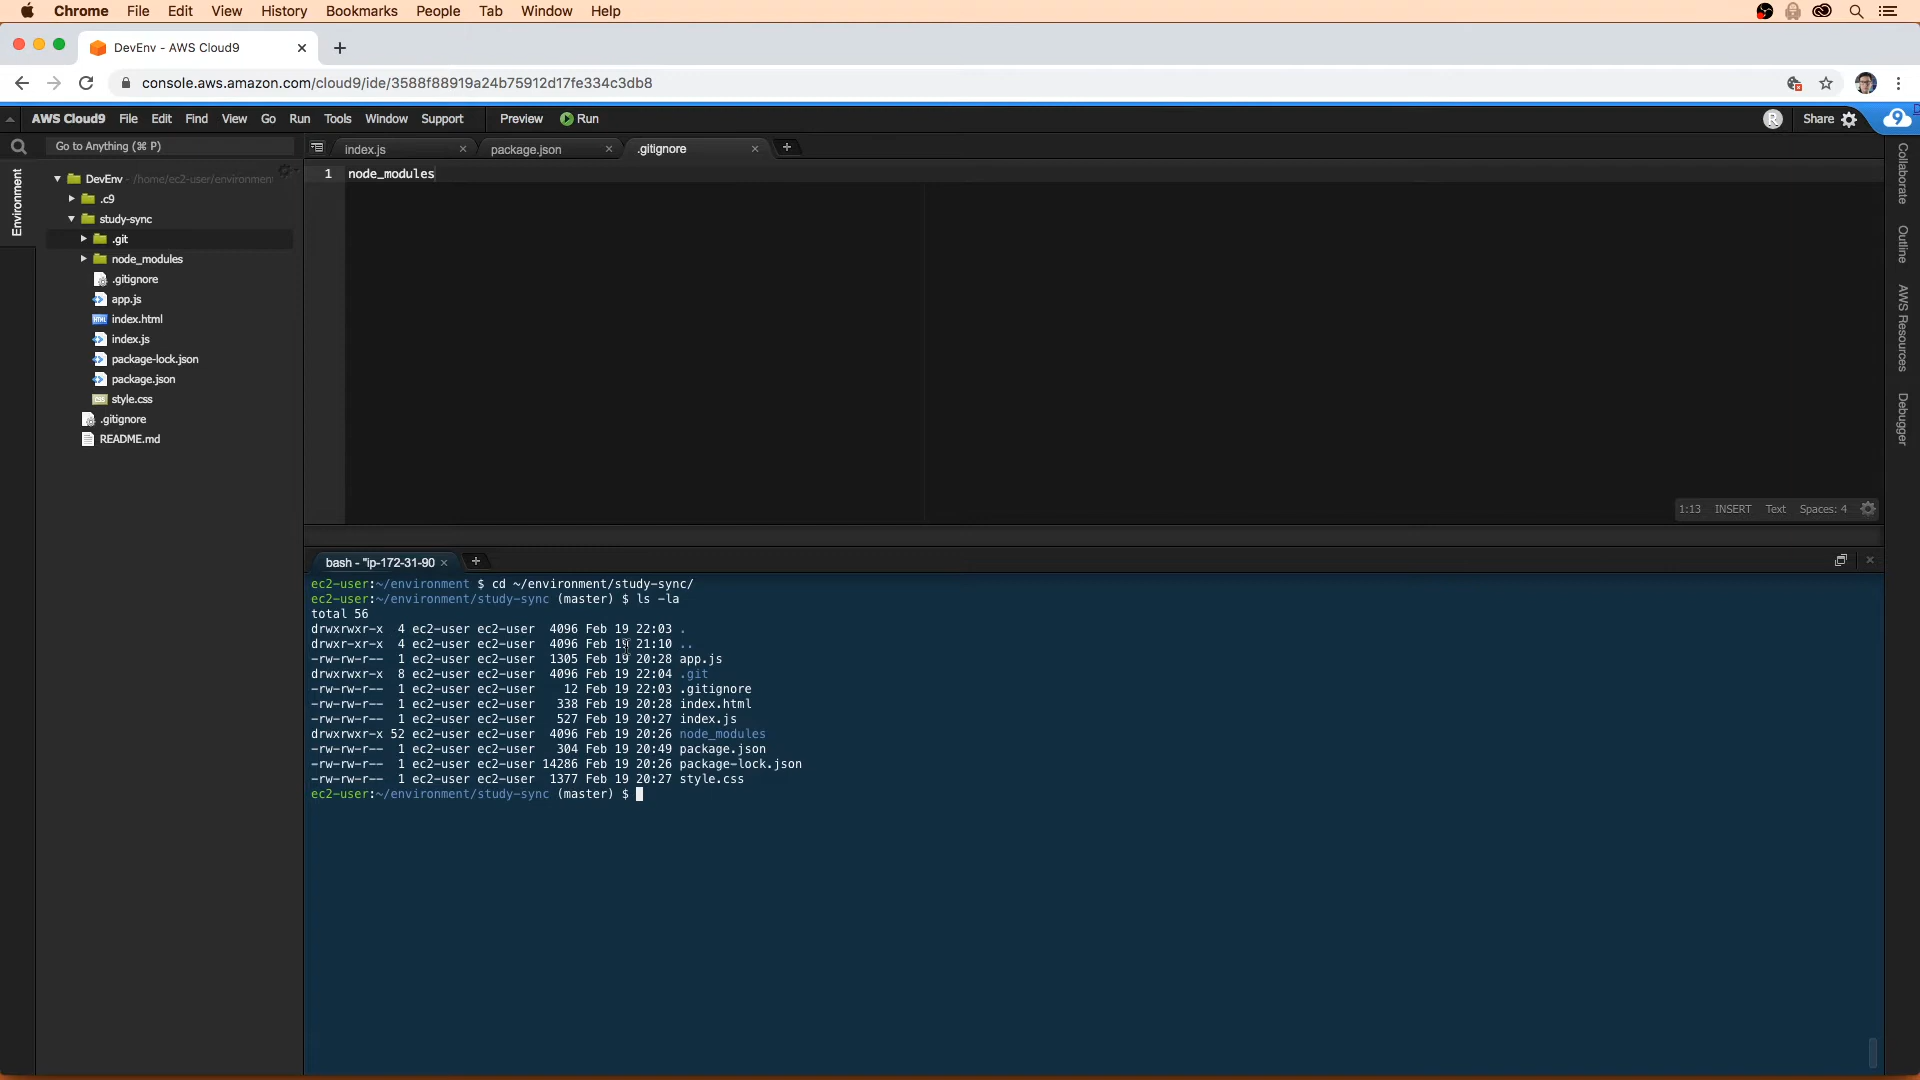 Chrome File Edit View History Bookmarks People Tab Window Help
DevEnv - AWS Cloud9
console.aws.amazon.com/cloud9/ide/3588f88919a24b75912d17fe334c3db8
AWS Cloud9 File Edit Find View Go Run Tools Window Support Preview Run R Share 9
Go to Anything (⌘ P)
index.js
package.json
.gitignore
Environment
DevEnv - /home/ec2-user/environment
.c9
study-sync
.git
node_modules
.gitignore
app.js
index.html
index.js
package-lock.json
package.json
style.css
.gitignore
README.md
1 node_modules
1:13 INSERT Text Spaces: 4
Collaborate
Outline
AWS Resources
Debugger
bash - "ip-172-31-90
ec2-user:~/environment $ cd ~/environment/study-sync/
ec2-user:~/environment/study-sync (master) $ ls -la
total 56
drwxrwxr-x 4 ec2-user ec2-user 4096 Feb 19 22:03 .
drwxr-xr-x 4 ec2-user ec2-user 4096 Feb 19 21:10 ..
-rw-rw-r-- 1 ec2-user ec2-user 1305 Feb 19 20:28 app.js
drwxrwxr-x 8 ec2-user ec2-user 4096 Feb 19 22:04 .git
-rw-rw-r-- 1 ec2-user ec2-user 12 Feb 19 22:03 .gitignore
-rw-rw-r-- 1 ec2-user ec2-user 338 Feb 19 20:28 index.html
-rw-rw-r-- 1 ec2-user ec2-user 527 Feb 19 20:27 index.js
drwxrwxr-x 52 ec2-user ec2-user 4096 Feb 19 20:26 node_modules
-rw-rw-r-- 1 ec2-user ec2-user 304 Feb 19 20:49 package.json
-rw-rw-r-- 1 ec2-user ec2-user 14286 Feb 19 20:26 package-lock.json
-rw-rw-r-- 1 ec2-user ec2-user 1377 Feb 19 20:27 style.css
ec2-user:~/environment/study-sync (master) $